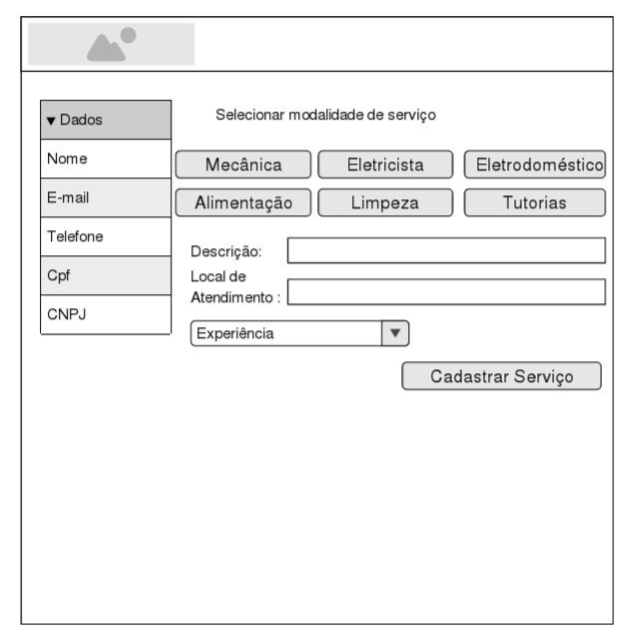 ▼ Dados
Nome
E-mail
Telefone
Cpf
CNPJ
Selecionar modalidade de serviço
Mecânica
Eletricista
Eletrodoméstico
Alimentação
Limpeza
Tutorias
Descrição:
Local de
Atendimento :
Experiência ▼
Cadastrar Serviço